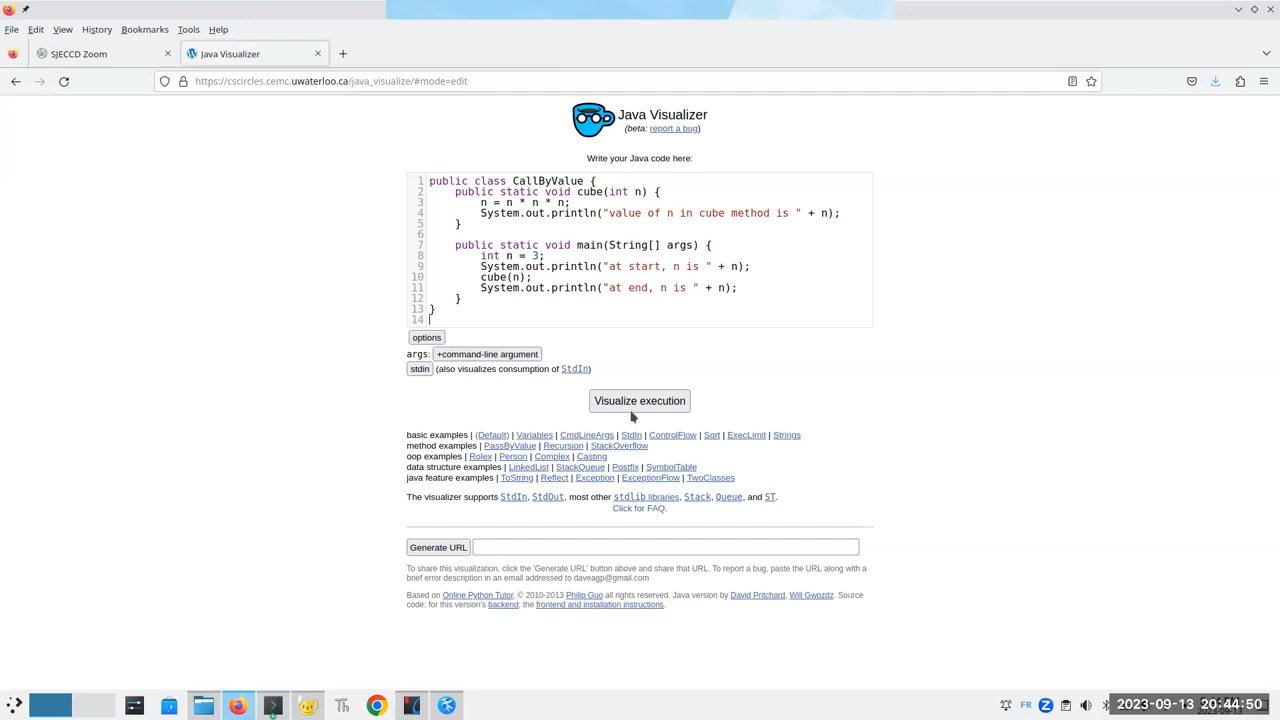 File Edit View History Bookmarks Tools Help
SJECCD Zoom
Java Visualizer
https://cscircles.cemc.uwaterloo.ca/java_visualize/#mode=edit
Java Visualizer
(beta: report a bug)
Write your Java code here:
1 public class CallByValue {
2     public static void cube(int n) {
3         n = n * n * n;
4         System.out.println("value of n in cube method is " + n);
5     }
6
7     public static void main(String[] args) {
8         int n = 3;
9         System.out.println("at start, n is " + n);
10         cube(n);
11         System.out.println("at end, n is " + n);
12     }
13 }
14
options
args: +command-line argument
stdin (also visualizes consumption of StdIn)
Visualize execution
basic examples | (Default) | Variables | CmdLineArgs | StdIn | ControlFlow | Sqrt | ExecLimit | Strings
method examples | PassByValue | Recursion | StackOverflow
oop examples | Rolex | Person | Complex | Casting
data structure examples | LinkedList | StackQueue | Postfix | SymbolTable
java feature examples | ToString | Reflect | Exception | ExceptionFlow | TwoClasses
The visualizer supports StdIn, StdOut, most other stdlib libraries, Stack, Queue, and ST.
Click for FAQ.
Generate URL
To share this visualization, click the 'Generate URL' button above and share that URL. To report a bug, paste the URL along with a
brief error description in an email addressed to daveagp@gmail.com
Based on Online Python Tutor, © 2010-2013 Philip Guo all rights reserved. Java version by David Pritchard, Will Gwozdz. Source
code: for this version's backend; the frontend and installation instructions.
FR
2023-09-13 20:44:50